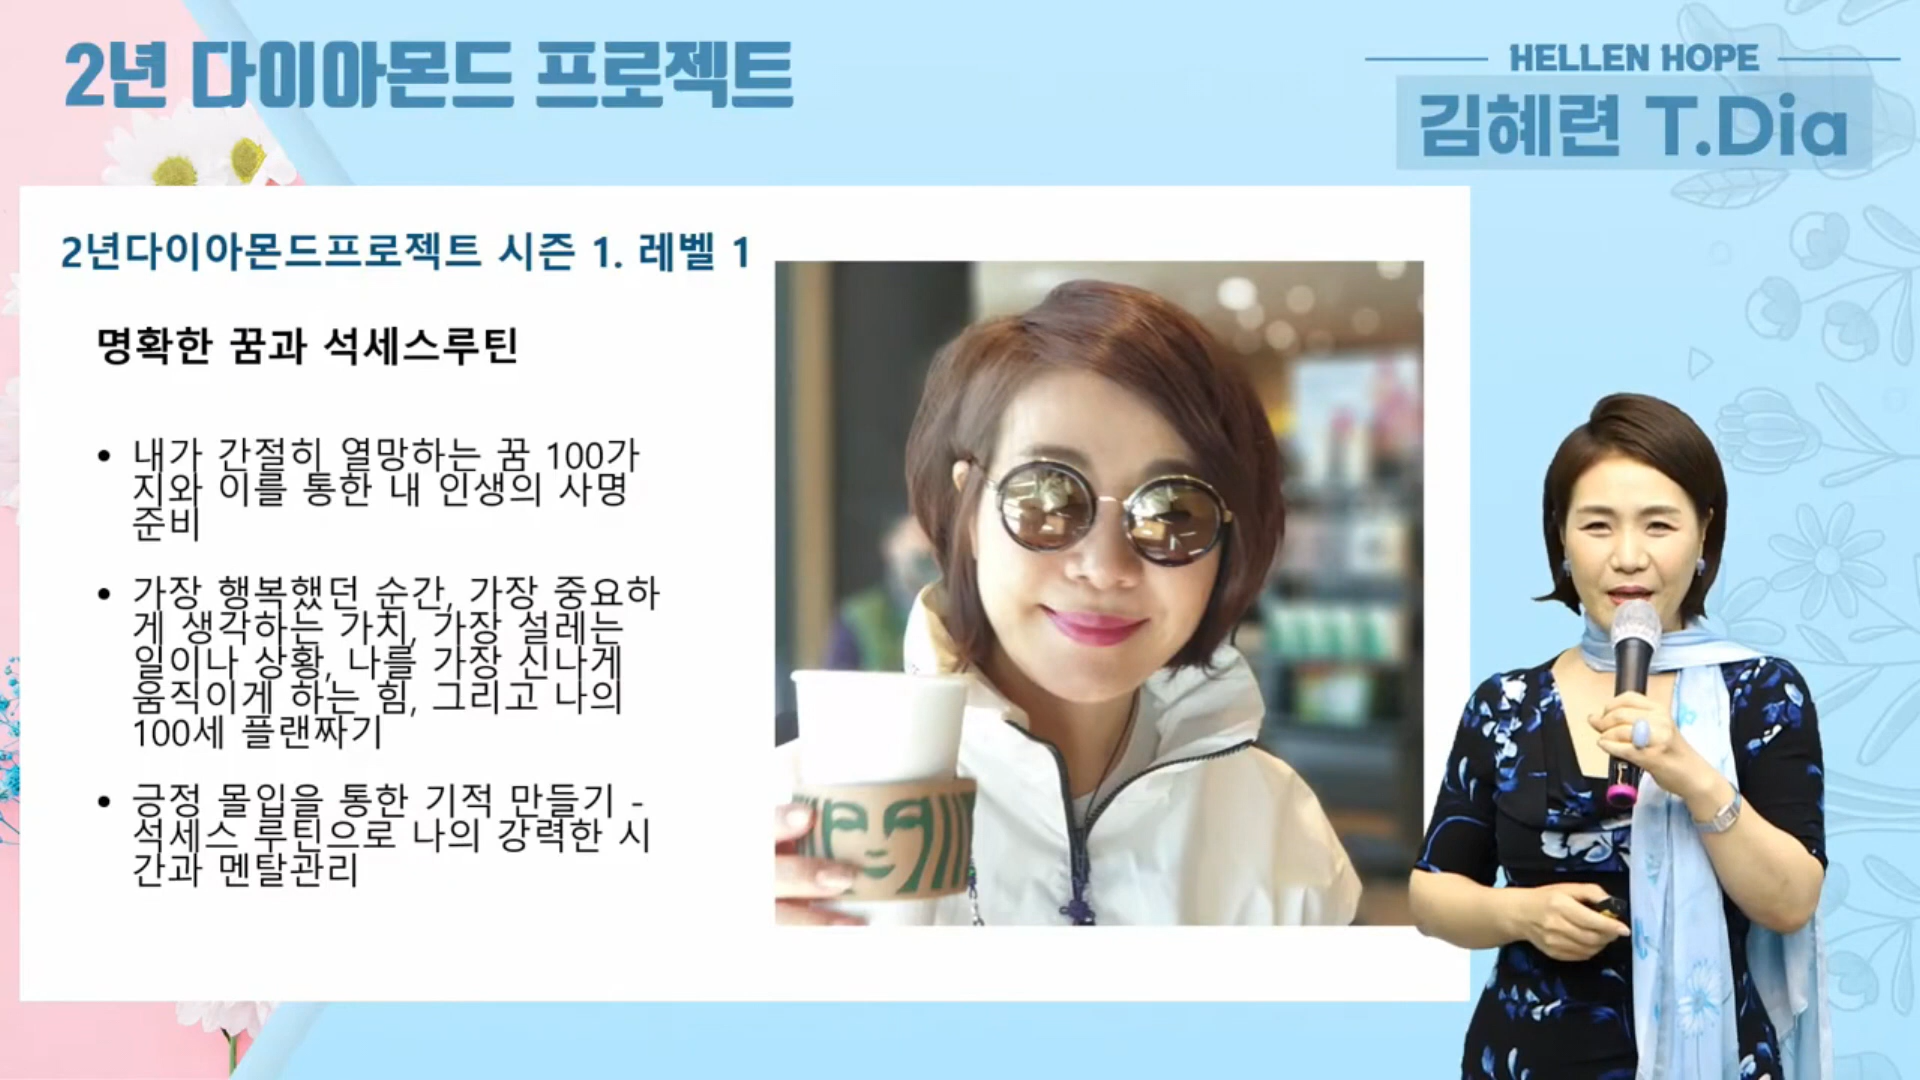 2년 다이아몬드 프로젝트
HELLEN HOPE
김혜련 T.Dia
2년다이아몬드프로젝트 시즌 1. 레벨 1
명확한 꿈과 석세스루틴
• 내가 간절히 열망하는 꿈 100가
지와 이를 통한 내 인생의 사명
준비
• 가장 행복했던 순간, 가장 중요하
게 생각하는 가치, 가장 설레는
일이나 상황, 나를 가장 신나게
움직이게 하는 힘, 그리고 나의
100세 플랜짜기
• 긍정 몰입을 통한 기적 만들기 -
석세스 루틴으로 나의 강력한 시
간과 멘탈관리